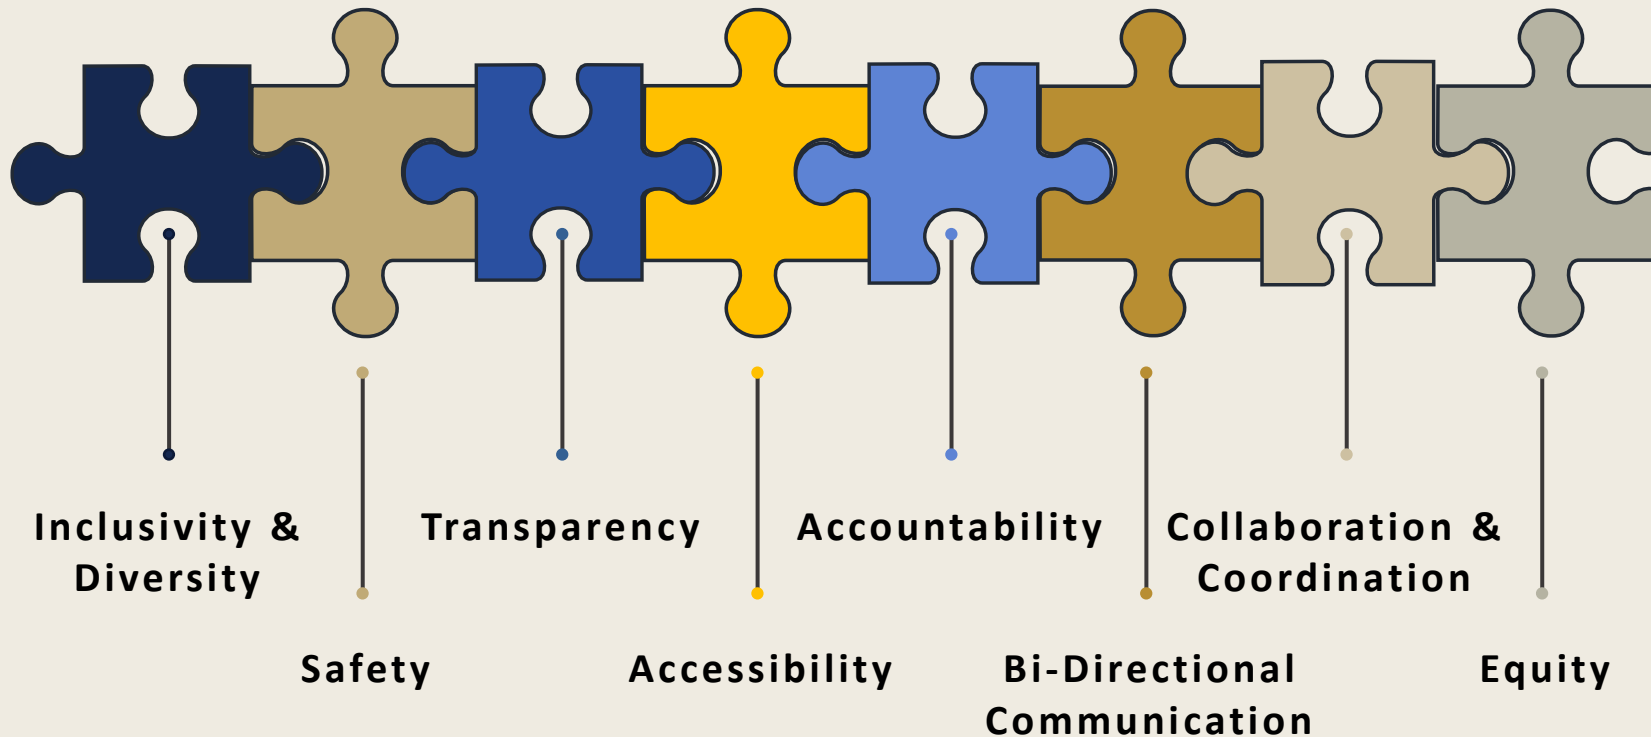 Inclusivity &
Diversity
Safety
Transparency
Accessibility
Accountability
Bi-Directional
Communication
Collaboration &
Coordination
Equity